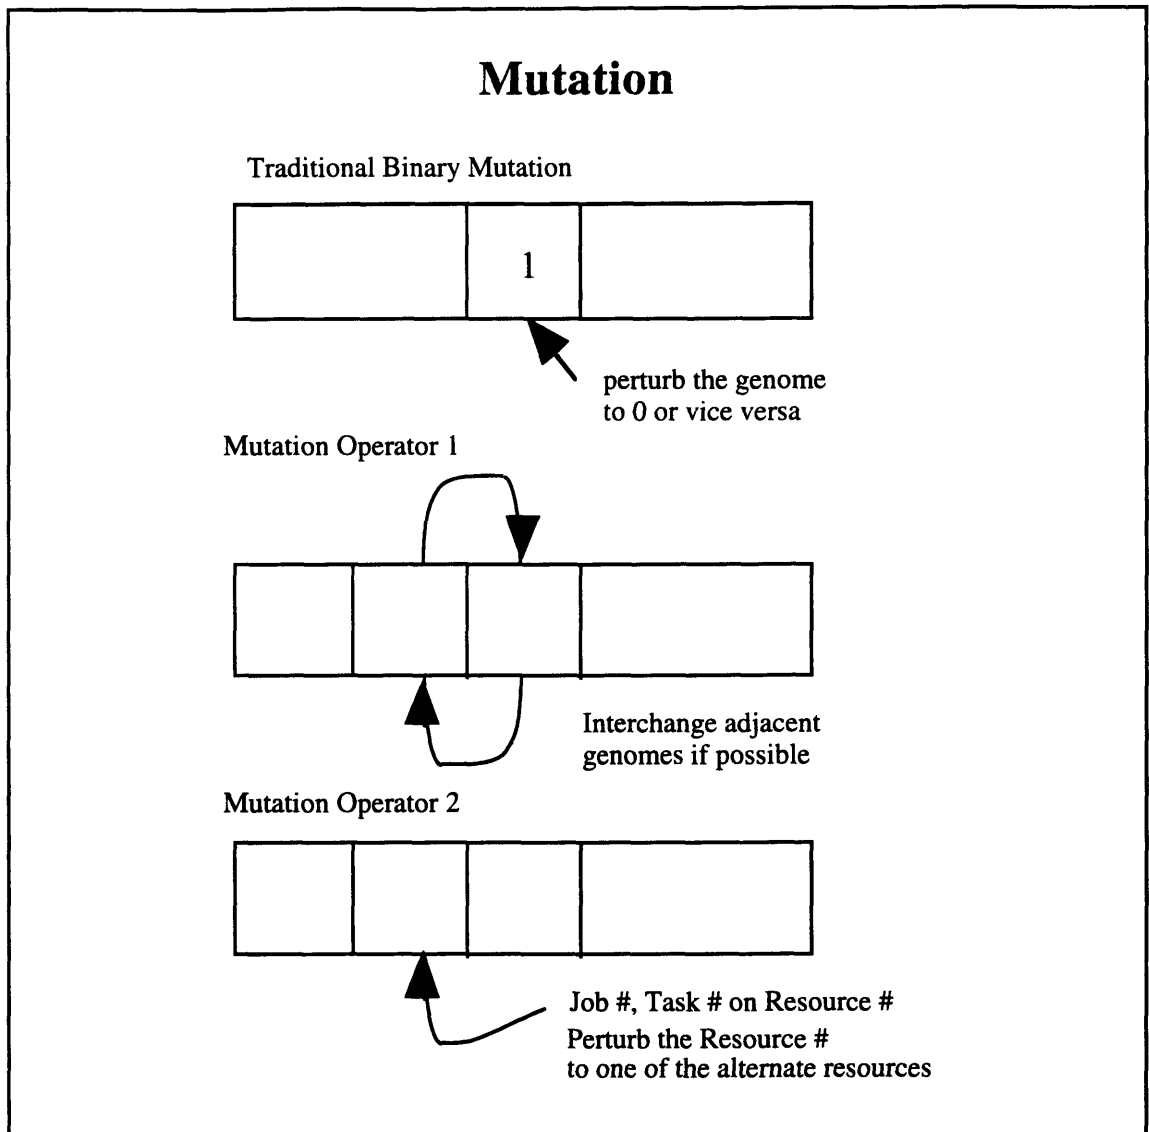 Mutation
Traditional Binary Mutation
1
perturb the genome
to 0 or vice versa
Mutation Operator 1
Interchange adjacent
genomes if possible
Mutation Operator 2
Job #, Task # on Resource #
Perturb the Resource #
to one of the alternate resources